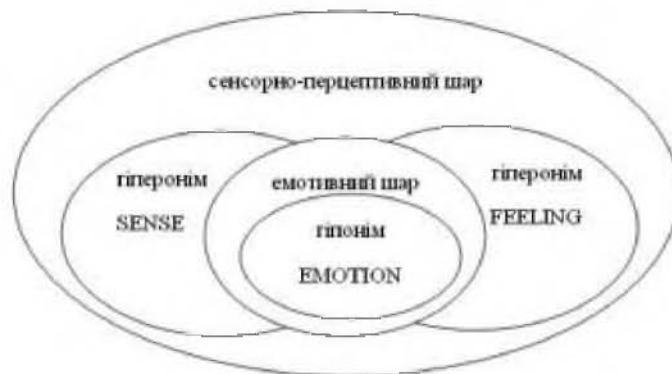 сенсорно-перцептивний шар
гіперонім
SENSE
емотивний шар
гіпонім
EMOTION
гіперонім
FEELING